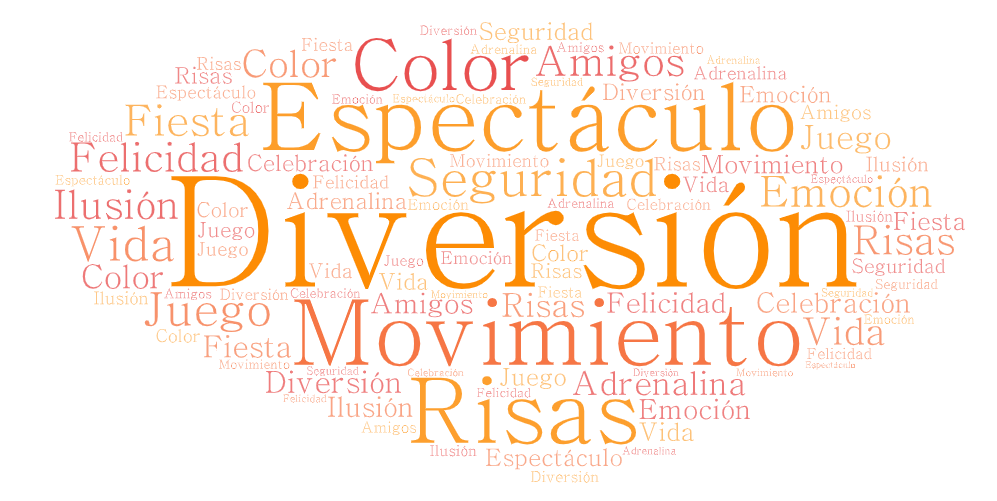 Diversión Seguridad
Fiesta Color Adrenalina Amigos Movimiento
Risas Color Amigos Adrenalina
Risas Seguridad Adrenalina
Espectáculo Emoción Espectáculo Celebración Diversión Emoción
Color Espectáculo Amigos
Fiesta Juego
Felicidad
Felicidad Celebración Movimiento Juego Risas Movimiento Ilusión
Espectáculo Felicidad Seguridad Vida Espectáculo
Ilusión Adrenalina Emoción Adrenalina Celebración Emoción
Color Diversión Ilusión Fiesta
Vida Juego Fiesta Risas
Juego Juego Emoción Color
Color Vida Risas Seguridad
Vida Seguridad
Ilusión Amigos Diversión Celebración Movimiento Fiesta Seguridad
Juego Amigos Risas Felicidad Celebración
Color Movimiento Vida Emoción
Fiesta Felicidad
Movimiento Seguridad Celebración Diversión Movimiento Espectáculo
Diversión Juego Adrenalina
Felicidad Risas Felicidad
Ilusión Emoción
Amigos Vida
Ilusión Adrenalina
Espectáculo
Diversión